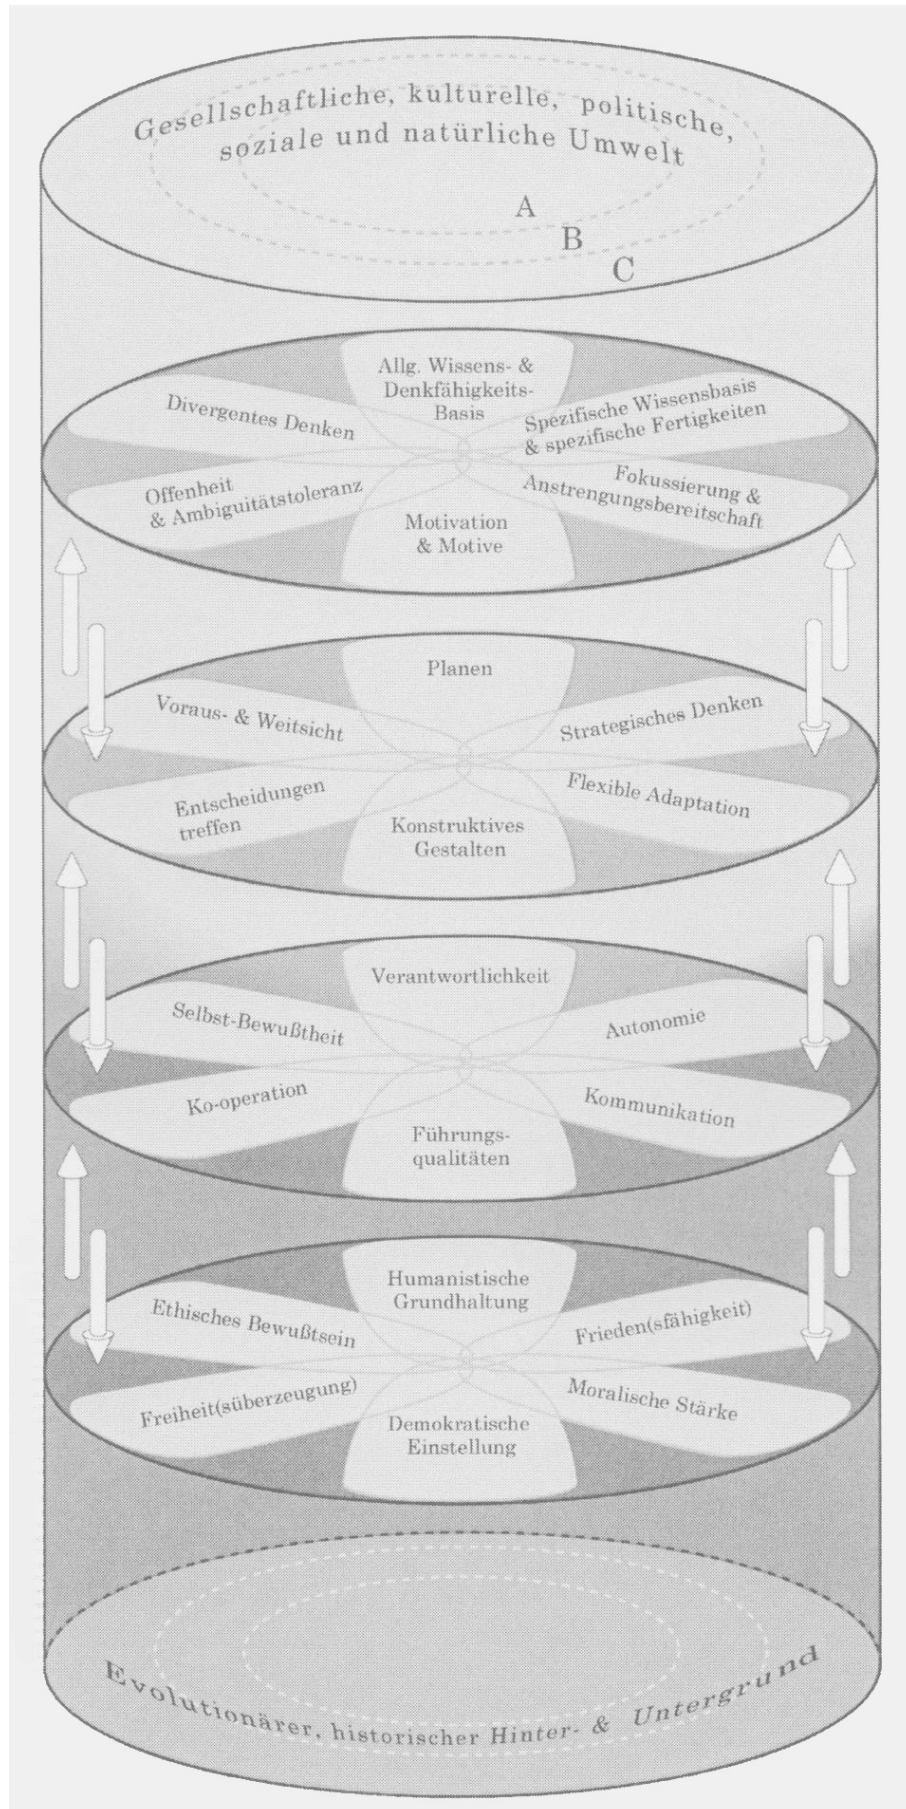 Gesellschaftliche, kulturelle, politische,
soziale und natürliche Umwelt
A
B
C
Allg. Wissens- &
Denkfähigkeits-
Basis
Divergentes Denken
Spezifische Wissensbasis
& spezifische Fertigkeiten
Offenheit
& Ambiguitätstoleranz
Fokussierung &
Anstrengungsbereitschaft
Motivation
& Motive
Planen
Voraus- & Weitsicht
Strategisches Denken
Entscheidungen
treffen
Flexible Adaptation
Konstruktives
Gestalten
Verantwortlichkeit
Selbst-Bewußtheit
Autonomie
Ko-operation
Kommunikation
Führungs-
qualitäten
Humanistische
Grundhaltung
Ethisches Bewußtsein
Frieden(sfähigkeit)
Freiheit(süberzeugung)
Moralische Stärke
Demokratische
Einstellung
Evolutionärer, historischer Hinter- & Untergrund